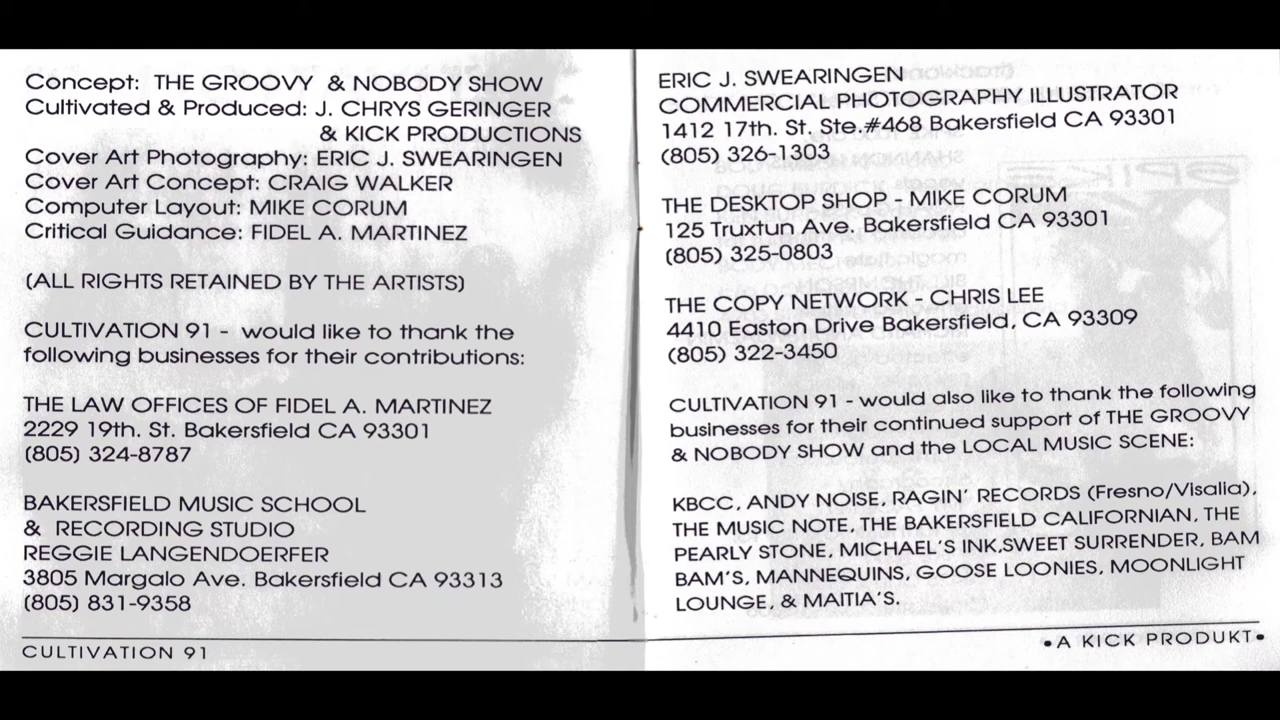 Concept: THE GROOVY & NOBODY SHOW
Cultivated & Produced: J. CHRYS GERINGER
& KICK PRODUCTIONS
Cover Art Photography: ERIC J. SWEARINGEN
Cover Art Concept: CRAIG WALKER
Computer Layout: MIKE CORUM
Critical Guidance: FIDEL A. MARTINEZ
(ALL RIGHTS RETAINED BY THE ARTISTS)
CULTIVATION 91 - would like to thank the
following businesses for their contributions:
THE LAW OFFICES OF FIDEL A. MARTINEZ
2229 19th. St. Bakersfield CA 93301
(805) 324-8787
BAKERSFIELD MUSIC SCHOOL
& RECORDING STUDIO
REGGIE LANGENDOERFER
3805 Margalo Ave. Bakersfield CA 93313
(805) 831-9358
CULTIVATION 91
ERIC J. SWEARINGEN
COMMERCIAL PHOTOGRAPHY ILLUSTRATOR
1412 17th. St. Ste.#468 Bakersfield CA 93301
(805) 326-1303
THE DESKTOP SHOP - MIKE CORUM
125 Truxtun Ave. Bakersfield CA 93301
(805) 325-0803
THE COPY NETWORK - CHRIS LEE
4410 Easton Drive Bakersfield, CA 93309
(805) 322-3450
CULTIVATION 91 - would also like to thank the following
businesses for their continued support of THE GROOVY
& NOBODY SHOW and the LOCAL MUSIC SCENE:
KBCC, ANDY NOISE, RAGIN' RECORDS (Fresno/Visalia),
THE MUSIC NOTE, THE BAKERSFIELD CALIFORNIAN, THE
PEARLY STONE, MICHAEL'S INK,SWEET SURRENDER, BAM
BAM'S, MANNEQUINS, GOOSE LOONIES, MOONLIGHT
LOUNGE, & MAITIA'S.
•A KICK PRODUKT•